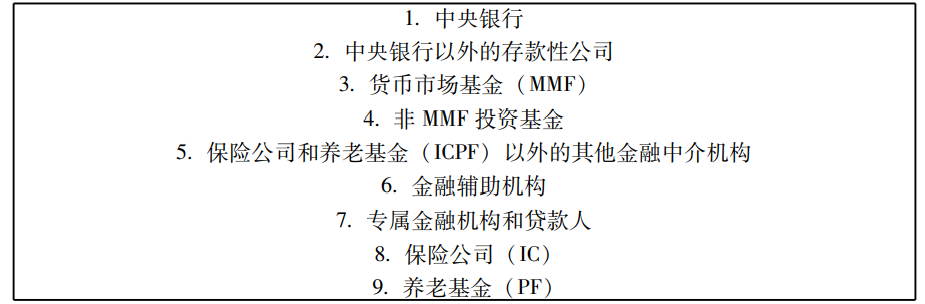 1. 中央银行
2. 中央银行以外的存款性公司
3. 货币市场基金（MMF）
4. 非 MMF 投资基金
5. 保险公司和养老基金（ICPF）以外的其他金融中介机构
6. 金融辅助机构
7. 专属金融机构和贷款人
8. 保险公司（IC）
9. 养老基金（PF）